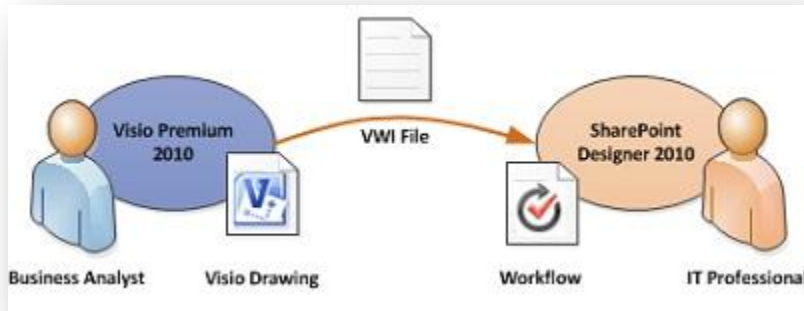 Visio Premium
2010
VWI File
SharePoint
Designer 2010
V
Business Analyst
Visio Drawing
Workflow
IT Professional